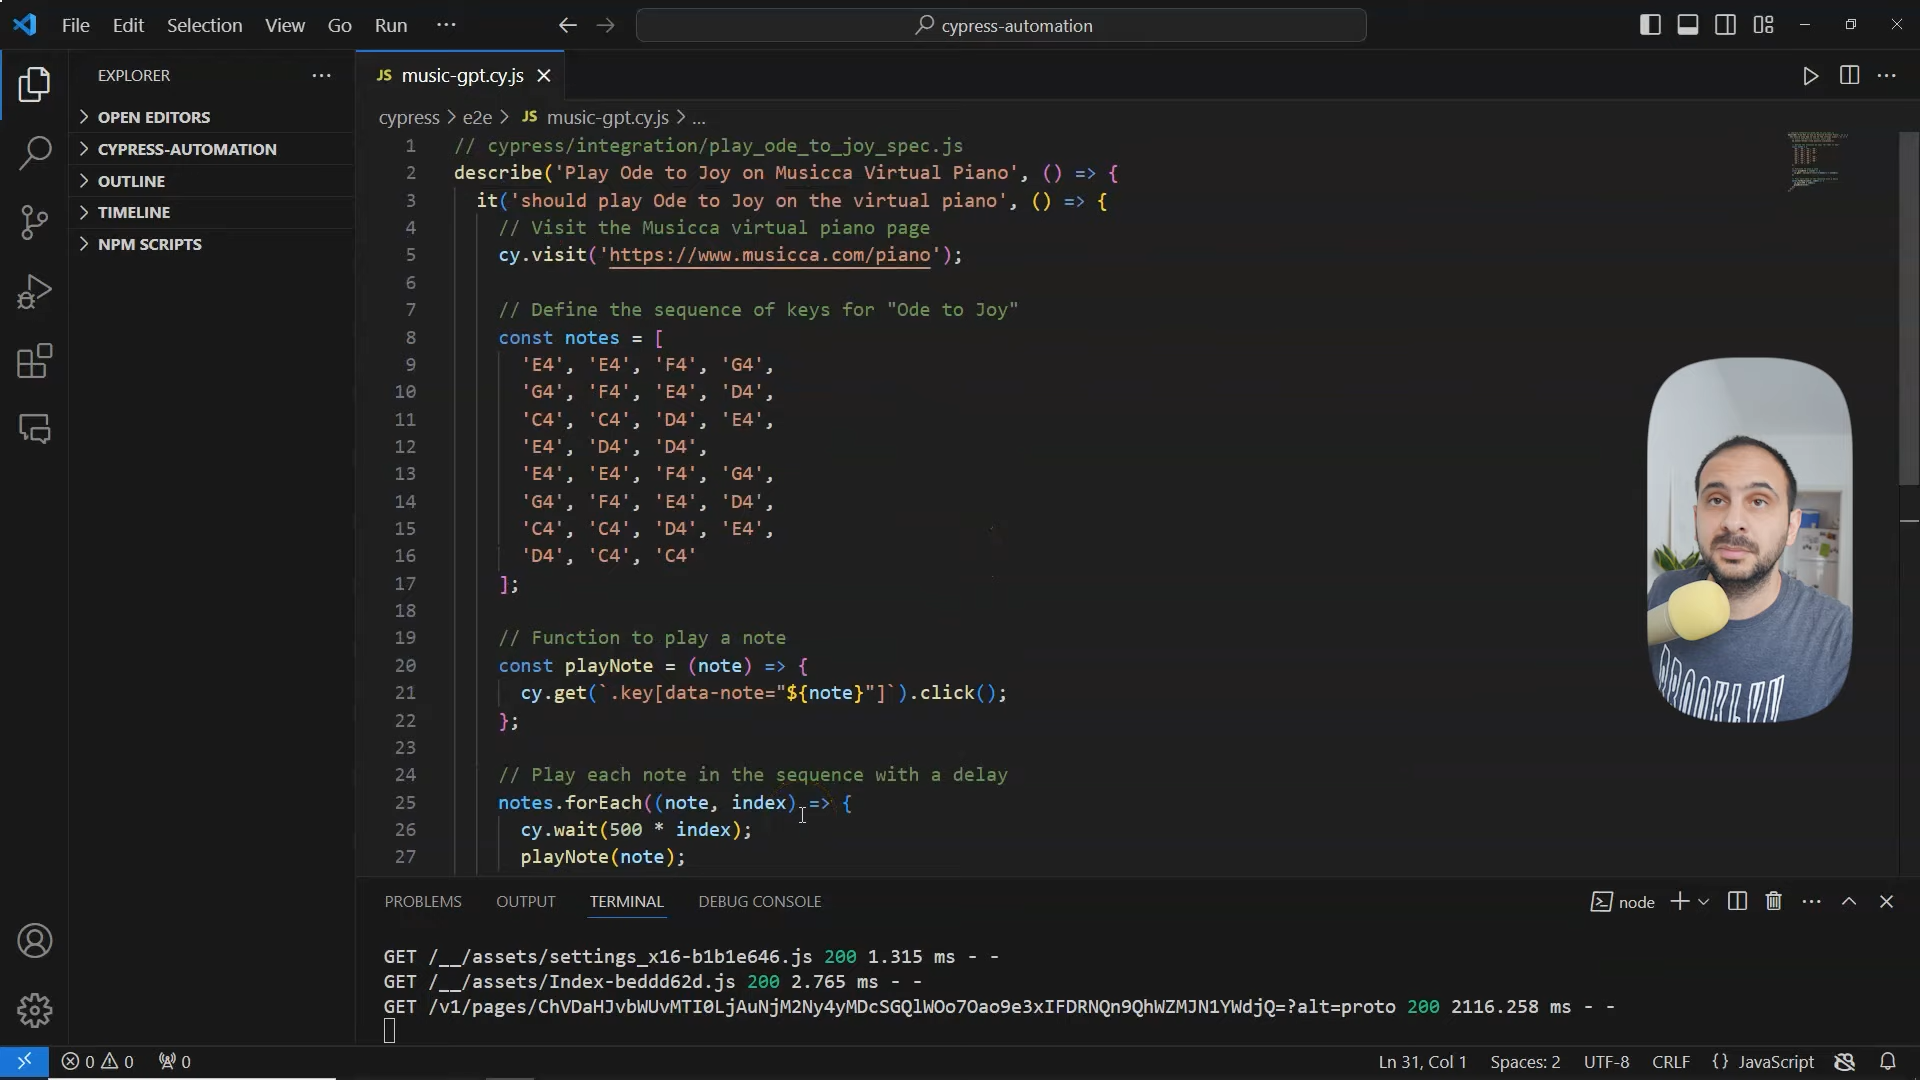 File Edit Selection View Go Run ···
cypress-automation
EXPLORER
OPEN EDITORS
CYPRESS-AUTOMATION
OUTLINE
TIMELINE
NPM SCRIPTS
JS music-gpt.cy.js
cypress > e2e > JS music-gpt.cy.js > ...
1 // cypress/integration/play_ode_to_joy_spec.js
2 describe('Play Ode to Joy on Musicca Virtual Piano', () => {
3 it('should play Ode to Joy on the virtual piano', () => {
4 // Visit the Musicca virtual piano page
5 cy.visit('https://www.musicca.com/piano');
6
7 // Define the sequence of keys for "Ode to Joy"
8 const notes = [
9 'E4', 'E4', 'F4', 'G4',
10 'G4', 'F4', 'E4', 'D4',
11 'C4', 'C4', 'D4', 'E4',
12 'E4', 'D4', 'D4',
13 'E4', 'E4', 'F4', 'G4',
14 'G4', 'F4', 'E4', 'D4',
15 'C4', 'C4', 'D4', 'E4',
16 'D4', 'C4', 'C4'
17 ];
18
19 // Function to play a note
20 const playNote = (note) => {
21 cy.get(`.key[data-note="${note}"]`).click();
22 };
23
24 // Play each note in the sequence with a delay
25 notes.forEach((note, index) => {
26 cy.wait(500 * index);
27 playNote(note);
PROBLEMS OUTPUT TERMINAL DEBUG CONSOLE
node
GET /__/assets/settings_x16-b1b1e646.js 200 1.315 ms - -
GET /__/assets/Index-beddd62d.js 200 2.765 ms - -
GET /v1/pages/ChVDaHJvbWUvMTI0LjAuNjM2Ny4yMDcSGQlWOo7Oao9e3xIFDRNQn9QhWZMJN1YWdjQ=?alt=proto 200 2116.258 ms - -
0 0 0
Ln 31, Col 1 Spaces: 2 UTF-8 CRLF {} JavaScript